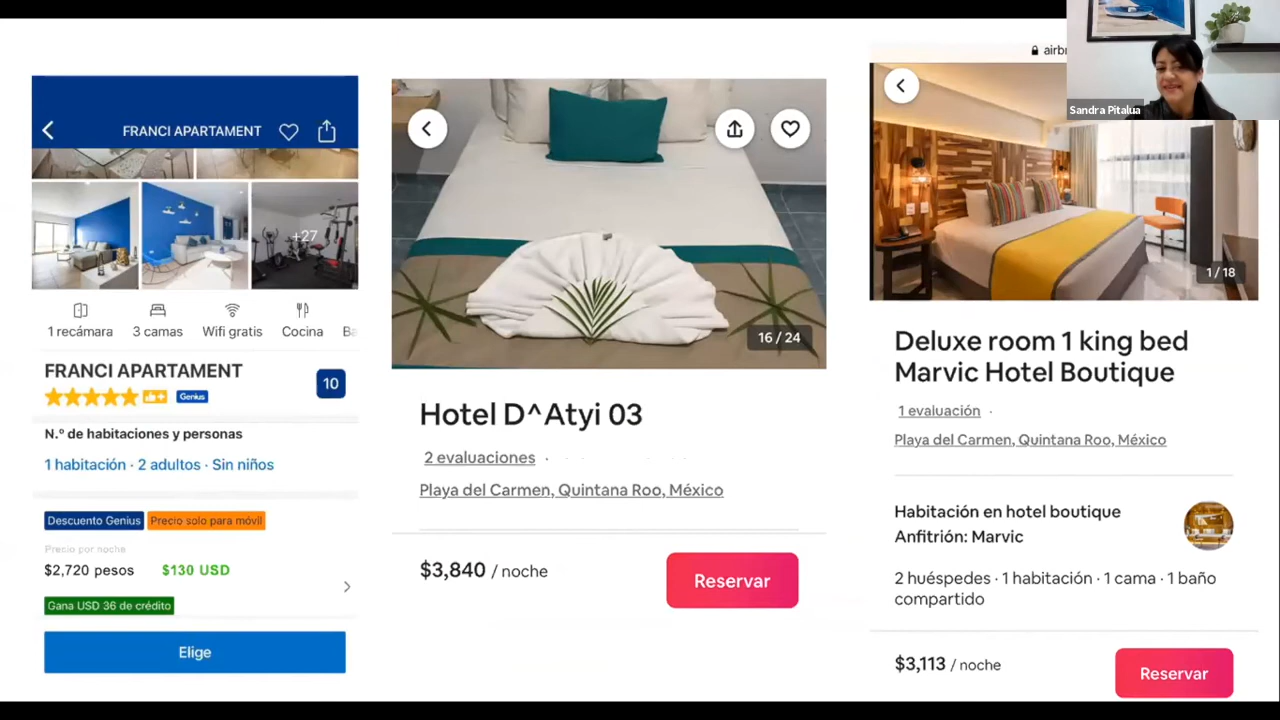 FRANCI APARTAMENT
+27
1 recámara
3 camas
Wifi gratis
Cocina
Ba
FRANCI APARTAMENT
Genius
10
N.º de habitaciones y personas
1 habitación · 2 adultos · Sin niños
Descuento Genius
Precio solo para móvil
Precio por noche
$2,720 pesos
$130 USD
Gana USD 36 de crédito
Elige
16 / 24
Hotel D^Atyi 03
2 evaluaciones ·
Playa del Carmen, Quintana Roo, México
$3,840 / noche
Reservar
airb
Sandra Pitalua
1 / 18
Deluxe room 1 king bed
Marvic Hotel Boutique
1 evaluación ·
Playa del Carmen, Quintana Roo, México
Habitación en hotel boutique
Anfitrión: Marvic
2 huéspedes · 1 habitación · 1 cama · 1 baño
compartido
$3,113 / noche
Reservar